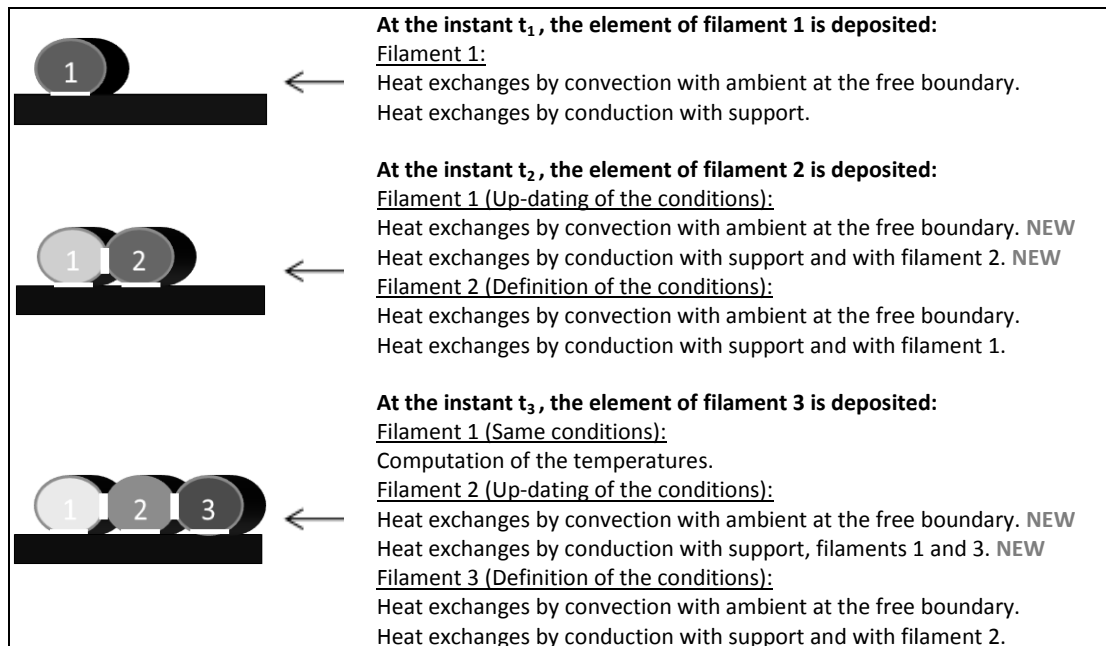 At the instant t1 , the element of filament 1 is deposited:
Filament 1:
Heat exchanges by convection with ambient at the free boundary.
Heat exchanges by conduction with support.
1
At the instant t2 , the element of filament 2 is deposited:
Filament 1 (Up-dating of the conditions):
Heat exchanges by convection with ambient at the free boundary. NEW
Heat exchanges by conduction with support and with filament 2. NEW
Filament 2 (Definition of the conditions):
Heat exchanges by convection with ambient at the free boundary.
Heat exchanges by conduction with support and with filament 1.
1 2
At the instant t3 , the element of filament 3 is deposited:
Filament 1 (Same conditions):
Computation of the temperatures.
Filament 2 (Up-dating of the conditions):
Heat exchanges by convection with ambient at the free boundary. NEW
Heat exchanges by conduction with support, filaments 1 and 3. NEW
Filament 3 (Definition of the conditions):
Heat exchanges by convection with ambient at the free boundary.
Heat exchanges by conduction with support and with filament 2.
1 2 3